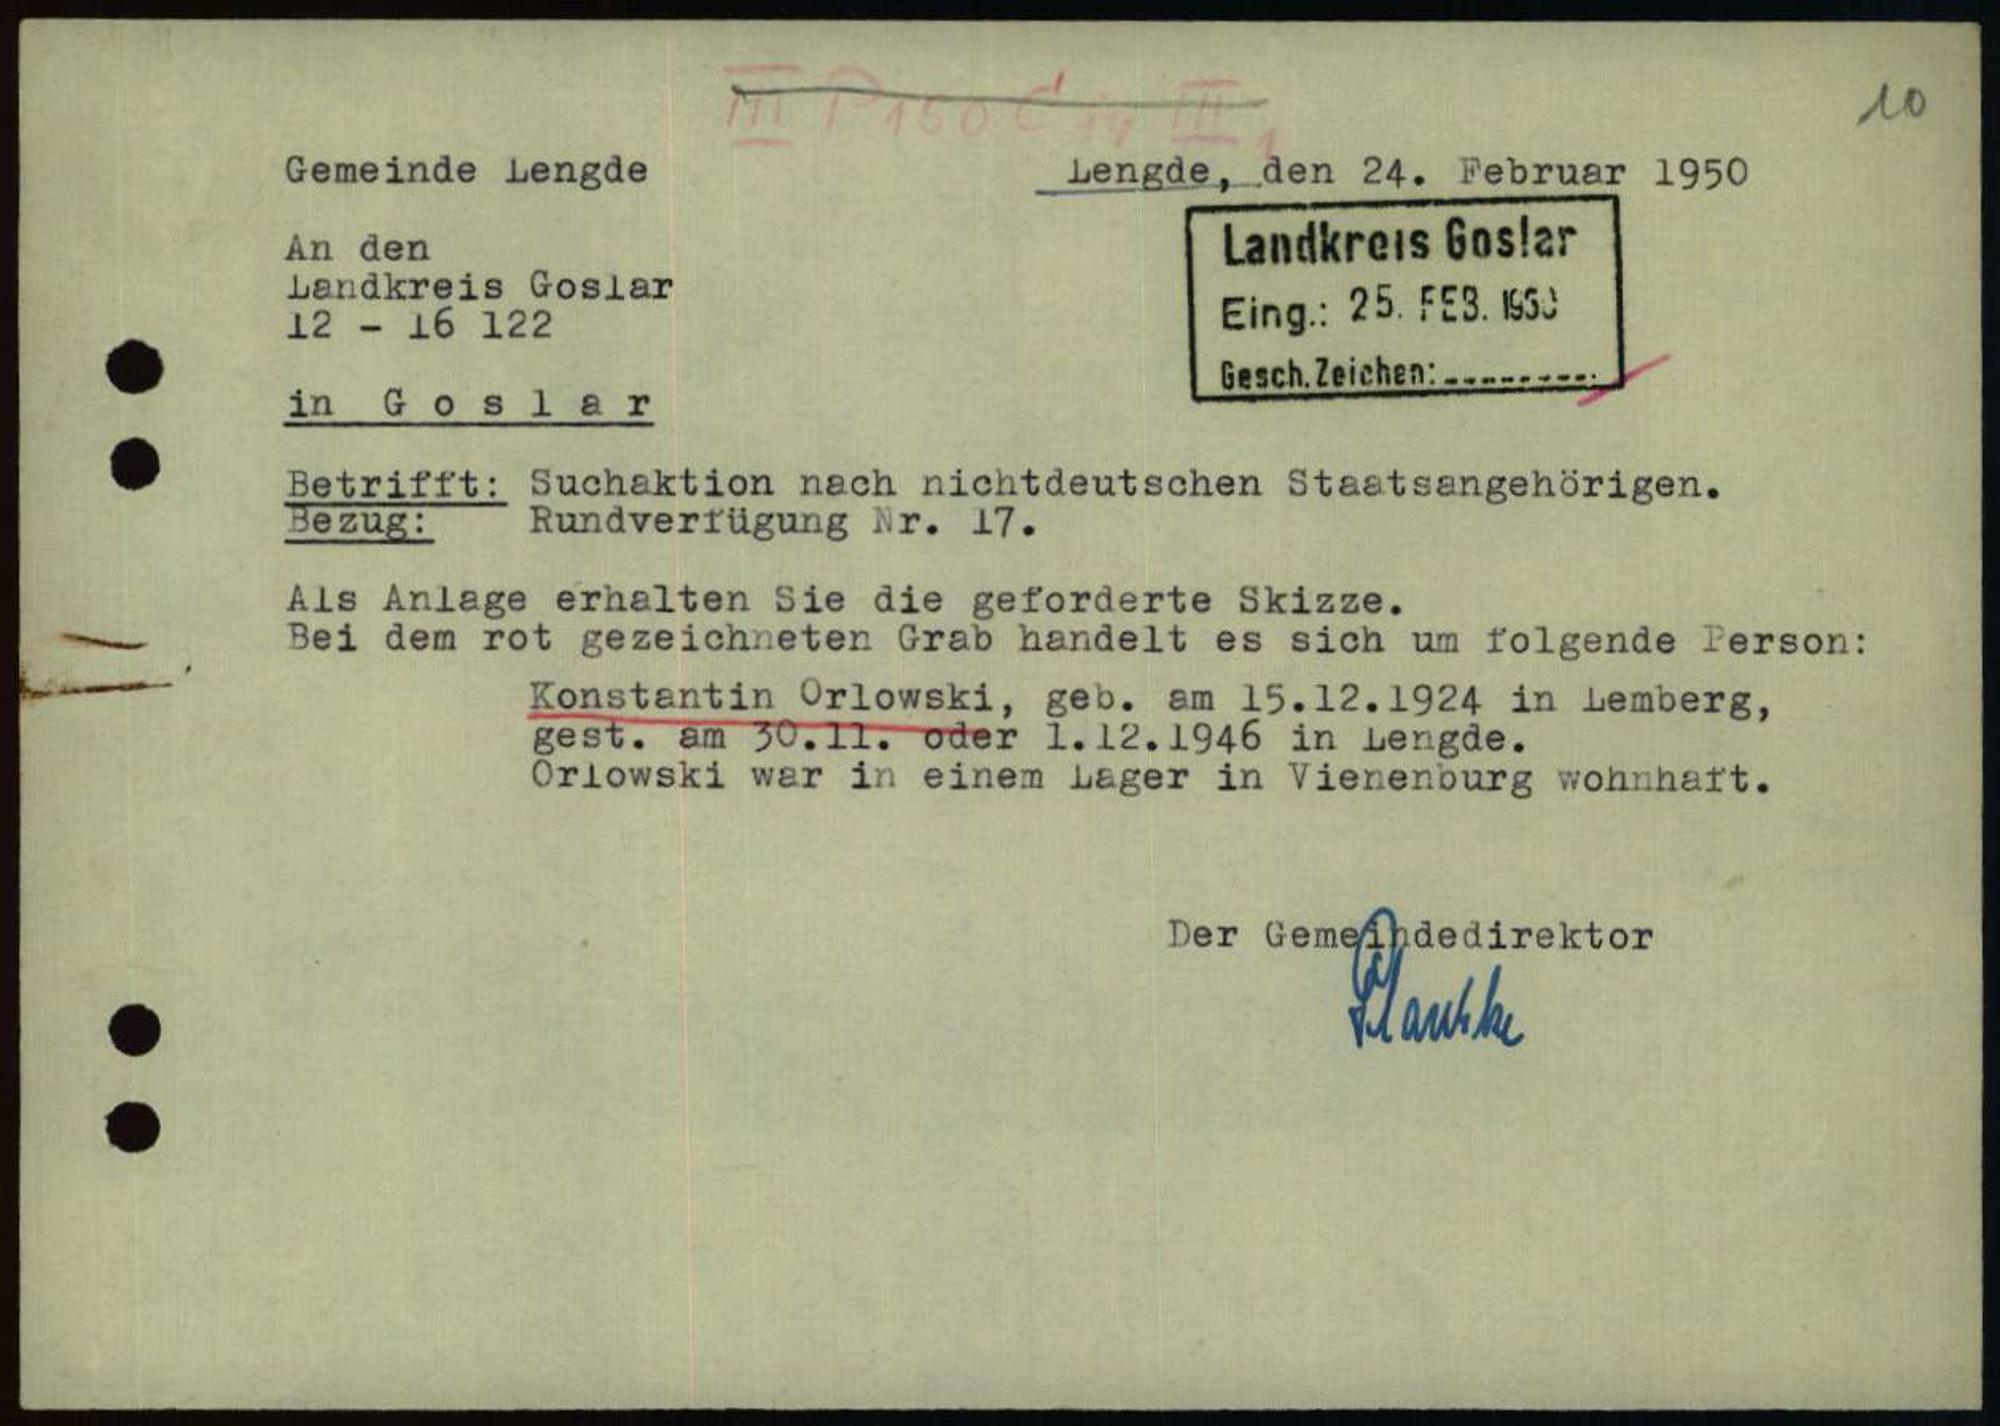 10
Gemeinde Lengde
Lengde, den 24. Februar 1950
Landkreis Goslar
Eing.: 25. FEB. 1950
Gesch. Zeichen:
An den
Landkreis Goslar
12 - 16 122
in G o s l a r
Betrifft: Suchaktion nach nichtdeutschen Staatsangehörigen.
Bezug: Rundverfügung Nr. 17.
Als Anlage erhalten Sie die geforderte Skizze.
Bei dem rot gezeichneten Grab handelt es sich um folgende Person:
Konstantin Orlowski, geb. am 15.12.1924 in Lemberg,
gest. am 30.11. oder 1.12.1946 in Lengde.
Orlowski war in einem Lager in Vienenburg wohnhaft.
Der Gemeindedirektor